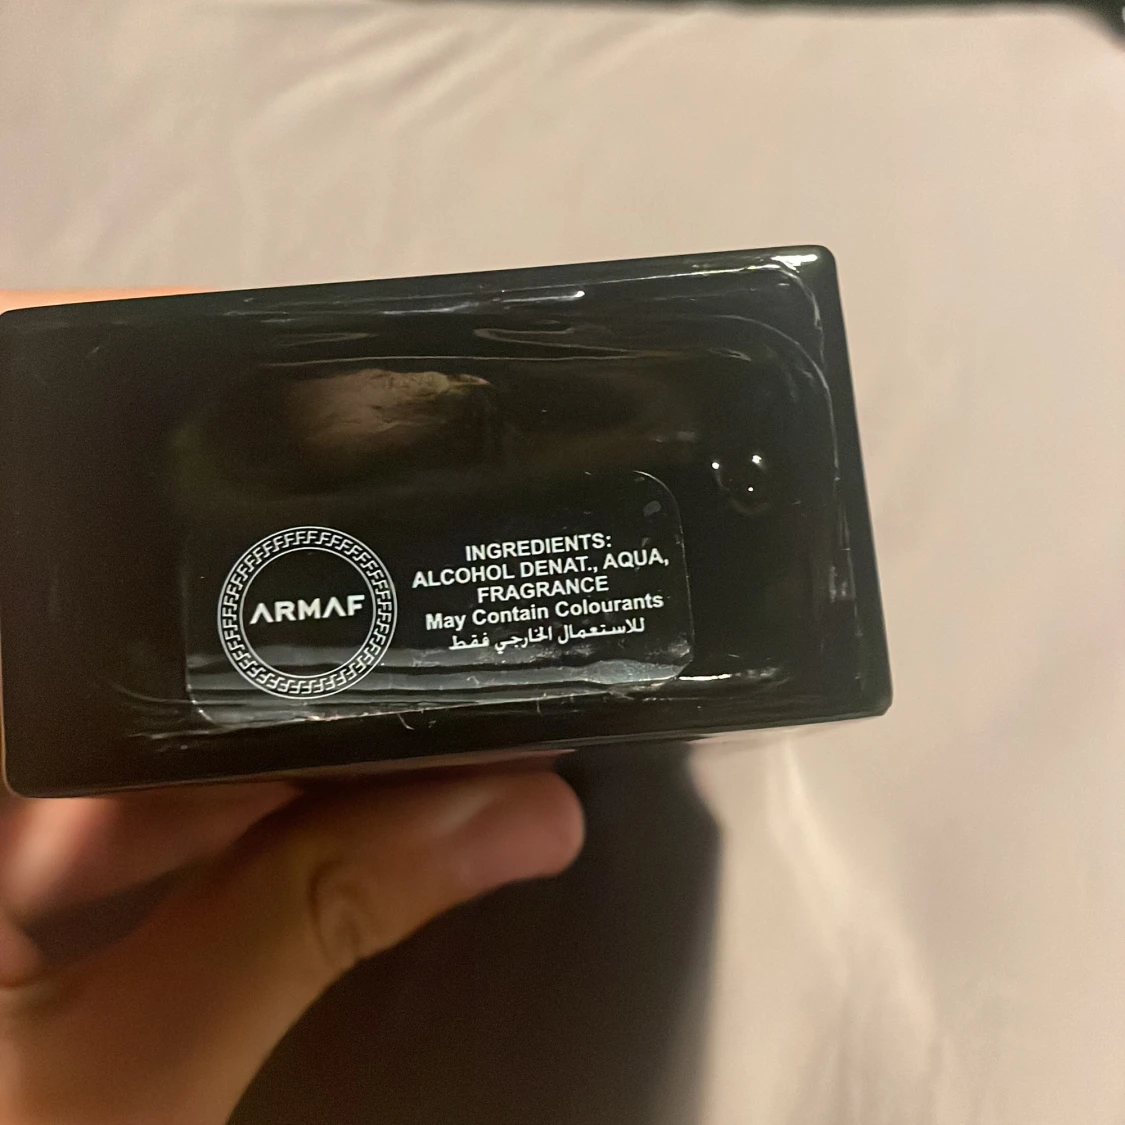 ARMAF
INGREDIENTS:
ALCOHOL DENAT., AQUA,
FRAGRANCE
May Contain Colourants
للاستعمال الخارجي فقط